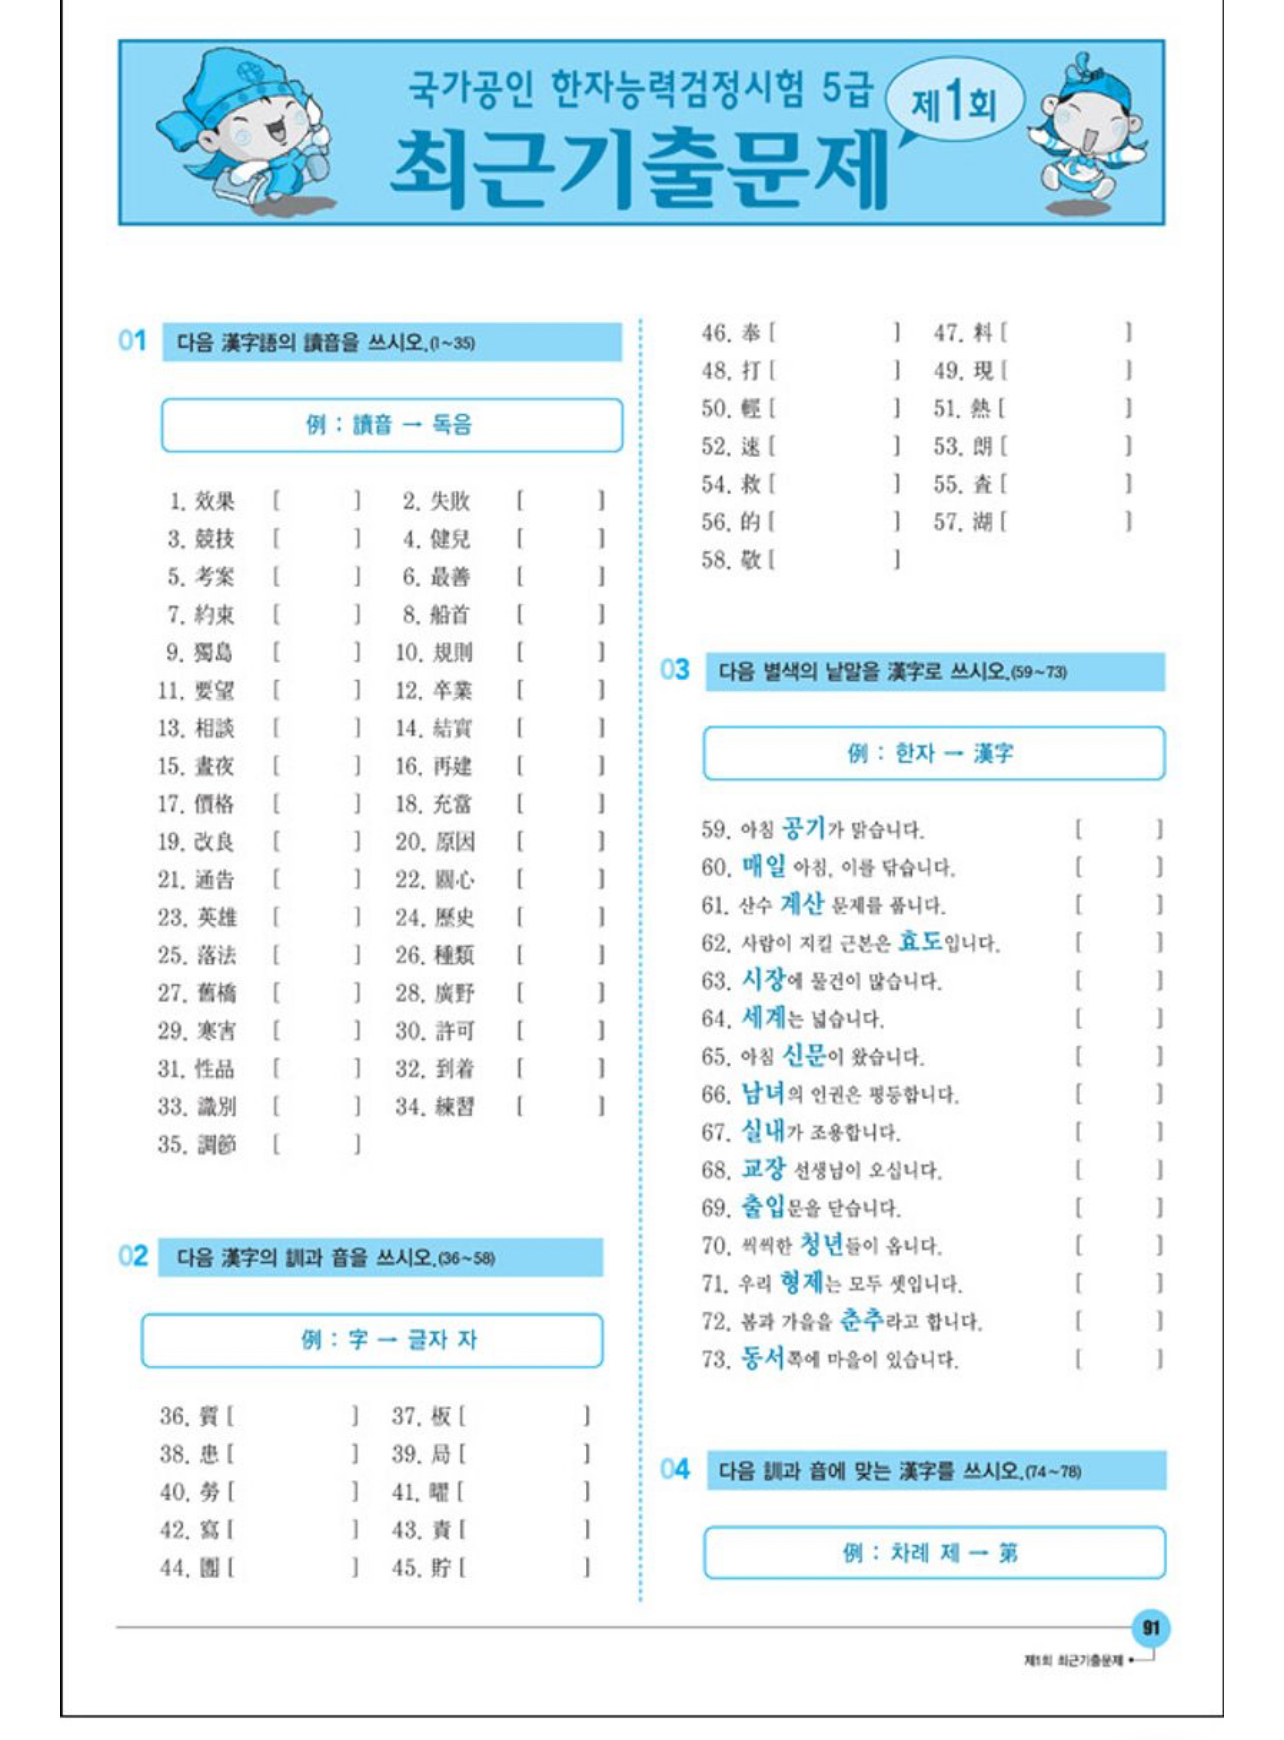 국가공인 한자능력검정시험 5급
제1회
최근기출문제
01 다음 漢字語의 讀音을 쓰시오.(1~35)
例 : 讀音 → 독음
1. 效果 [ ] 2. 失敗 [ ]
3. 競技 [ ] 4. 健兒 [ ]
5. 考案 [ ] 6. 最善 [ ]
7. 約束 [ ] 8. 船首 [ ]
9. 獨島 [ ] 10. 規則 [ ]
11. 要望 [ ] 12. 卒業 [ ]
13. 相談 [ ] 14. 結實 [ ]
15. 晝夜 [ ] 16. 再建 [ ]
17. 價格 [ ] 18. 充當 [ ]
19. 改良 [ ] 20. 原因 [ ]
21. 通告 [ ] 22. 關心 [ ]
23. 英雄 [ ] 24. 歷史 [ ]
25. 落法 [ ] 26. 種類 [ ]
27. 舊橋 [ ] 28. 廣野 [ ]
29. 寒害 [ ] 30. 許可 [ ]
31. 性品 [ ] 32. 到着 [ ]
33. 識別 [ ] 34. 練習 [ ]
35. 調節 [ ]
02 다음 漢字의 訓과 音을 쓰시오.(36~58)
例 : 字 → 글자 자
36. 質 [ ] 37. 板 [ ]
38. 患 [ ] 39. 局 [ ]
40. 勞 [ ] 41. 曜 [ ]
42. 寫 [ ] 43. 責 [ ]
44. 團 [ ] 45. 貯 [ ]
46. 奉 [ ] 47. 料 [ ]
48. 打 [ ] 49. 現 [ ]
50. 輕 [ ] 51. 熱 [ ]
52. 速 [ ] 53. 朗 [ ]
54. 救 [ ] 55. 査 [ ]
56. 的 [ ] 57. 湖 [ ]
58. 敬 [ ]
03 다음 별색의 낱말을 漢字로 쓰시오.(59~73)
例 : 한자 → 漢字
59. 아침 공기가 맑습니다. [ ]
60. 매일 아침, 이를 닦습니다. [ ]
61. 산수 계산 문제를 풉니다. [ ]
62. 사람이 지킬 근본은 효도입니다. [ ]
63. 시장에 물건이 많습니다. [ ]
64. 세계는 넓습니다. [ ]
65. 아침 신문이 왔습니다. [ ]
66. 남녀의 인권은 평등합니다. [ ]
67. 실내가 조용합니다. [ ]
68. 교장 선생님이 오십니다. [ ]
69. 출입문을 닫습니다. [ ]
70. 씩씩한 청년들이 옵니다. [ ]
71. 우리 형제는 모두 셋입니다. [ ]
72. 봄과 가을을 춘추라고 합니다. [ ]
73. 동서쪽에 마을이 있습니다. [ ]
04 다음 訓과 音에 맞는 漢字를 쓰시오.(74~78)
例 : 차례 제 → 第
91
제1회 최근기출문제